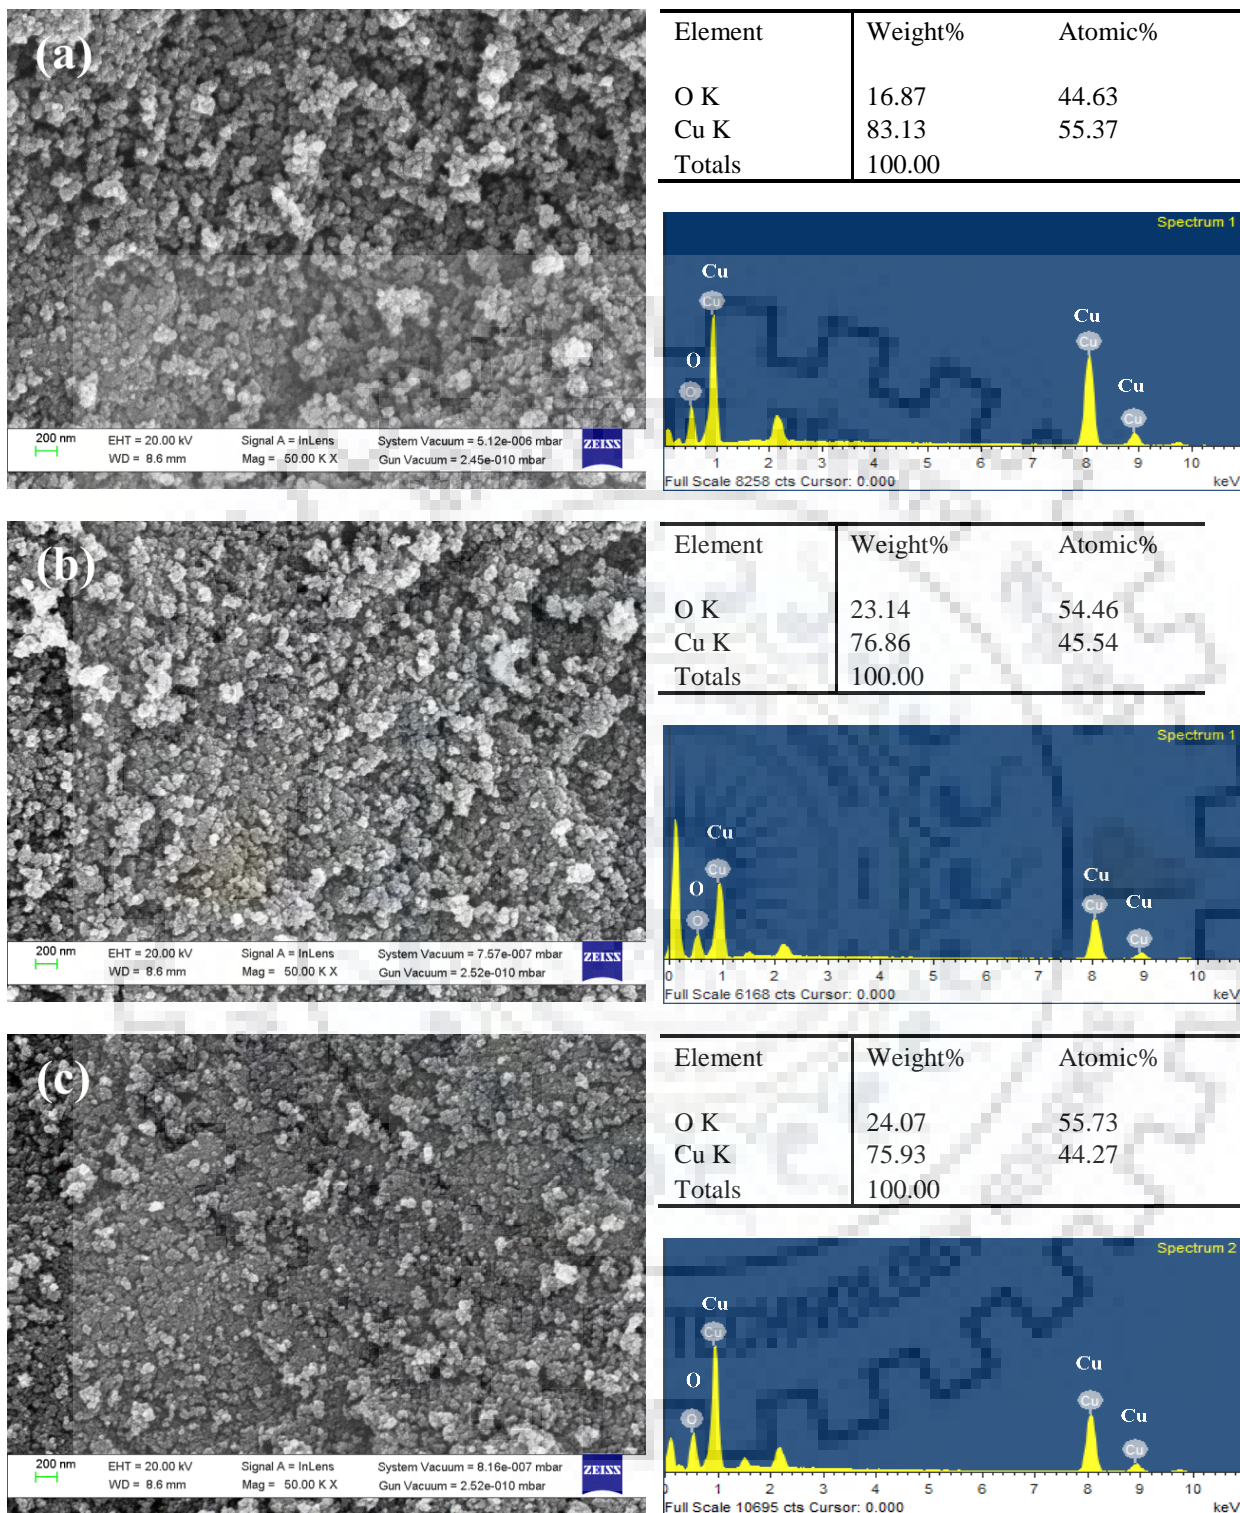 (a)
Element Weight% Atomic%
O K 16.87 44.63
Cu K 83.13 55.37
Totals 100.00
Spectrum 1
Cu
Cu
O
O
Cu
Cu
Cu
Cu
1 2 3 4 5 6 7 8 9 10
Full Scale 8258 cts Cursor: 0.000 keV
200 nm EHT = 20.00 kV Signal A = InLens System Vacuum = 5.12e-006 mbar ZEISS
WD = 8.6 mm Mag = 50.00 K X Gun Vacuum = 2.45e-010 mbar
(b)
Element Weight% Atomic%
O K 23.14 54.46
Cu K 76.86 45.54
Totals 100.00
Spectrum 1
Cu
Cu
O
O
Cu
Cu
Cu
Cu
0 1 2 3 4 5 6 7 8 9 10
Full Scale 6168 cts Cursor: 0.000 keV
200 nm EHT = 20.00 kV Signal A = InLens System Vacuum = 7.57e-007 mbar ZEISS
WD = 8.6 mm Mag = 50.00 K X Gun Vacuum = 2.52e-010 mbar
(c)
Element Weight% Atomic%
O K 24.07 55.73
Cu K 75.93 44.27
Totals 100.00
Spectrum 2
Cu
Cu
O
O
Cu
Cu
Cu
Cu
0 1 2 3 4 5 6 7 8 9 10
Full Scale 10695 cts Cursor: 0.000 keV
200 nm EHT = 20.00 kV Signal A = InLens System Vacuum = 8.16e-007 mbar ZEISS
WD = 8.6 mm Mag = 50.00 K X Gun Vacuum = 2.52e-010 mbar